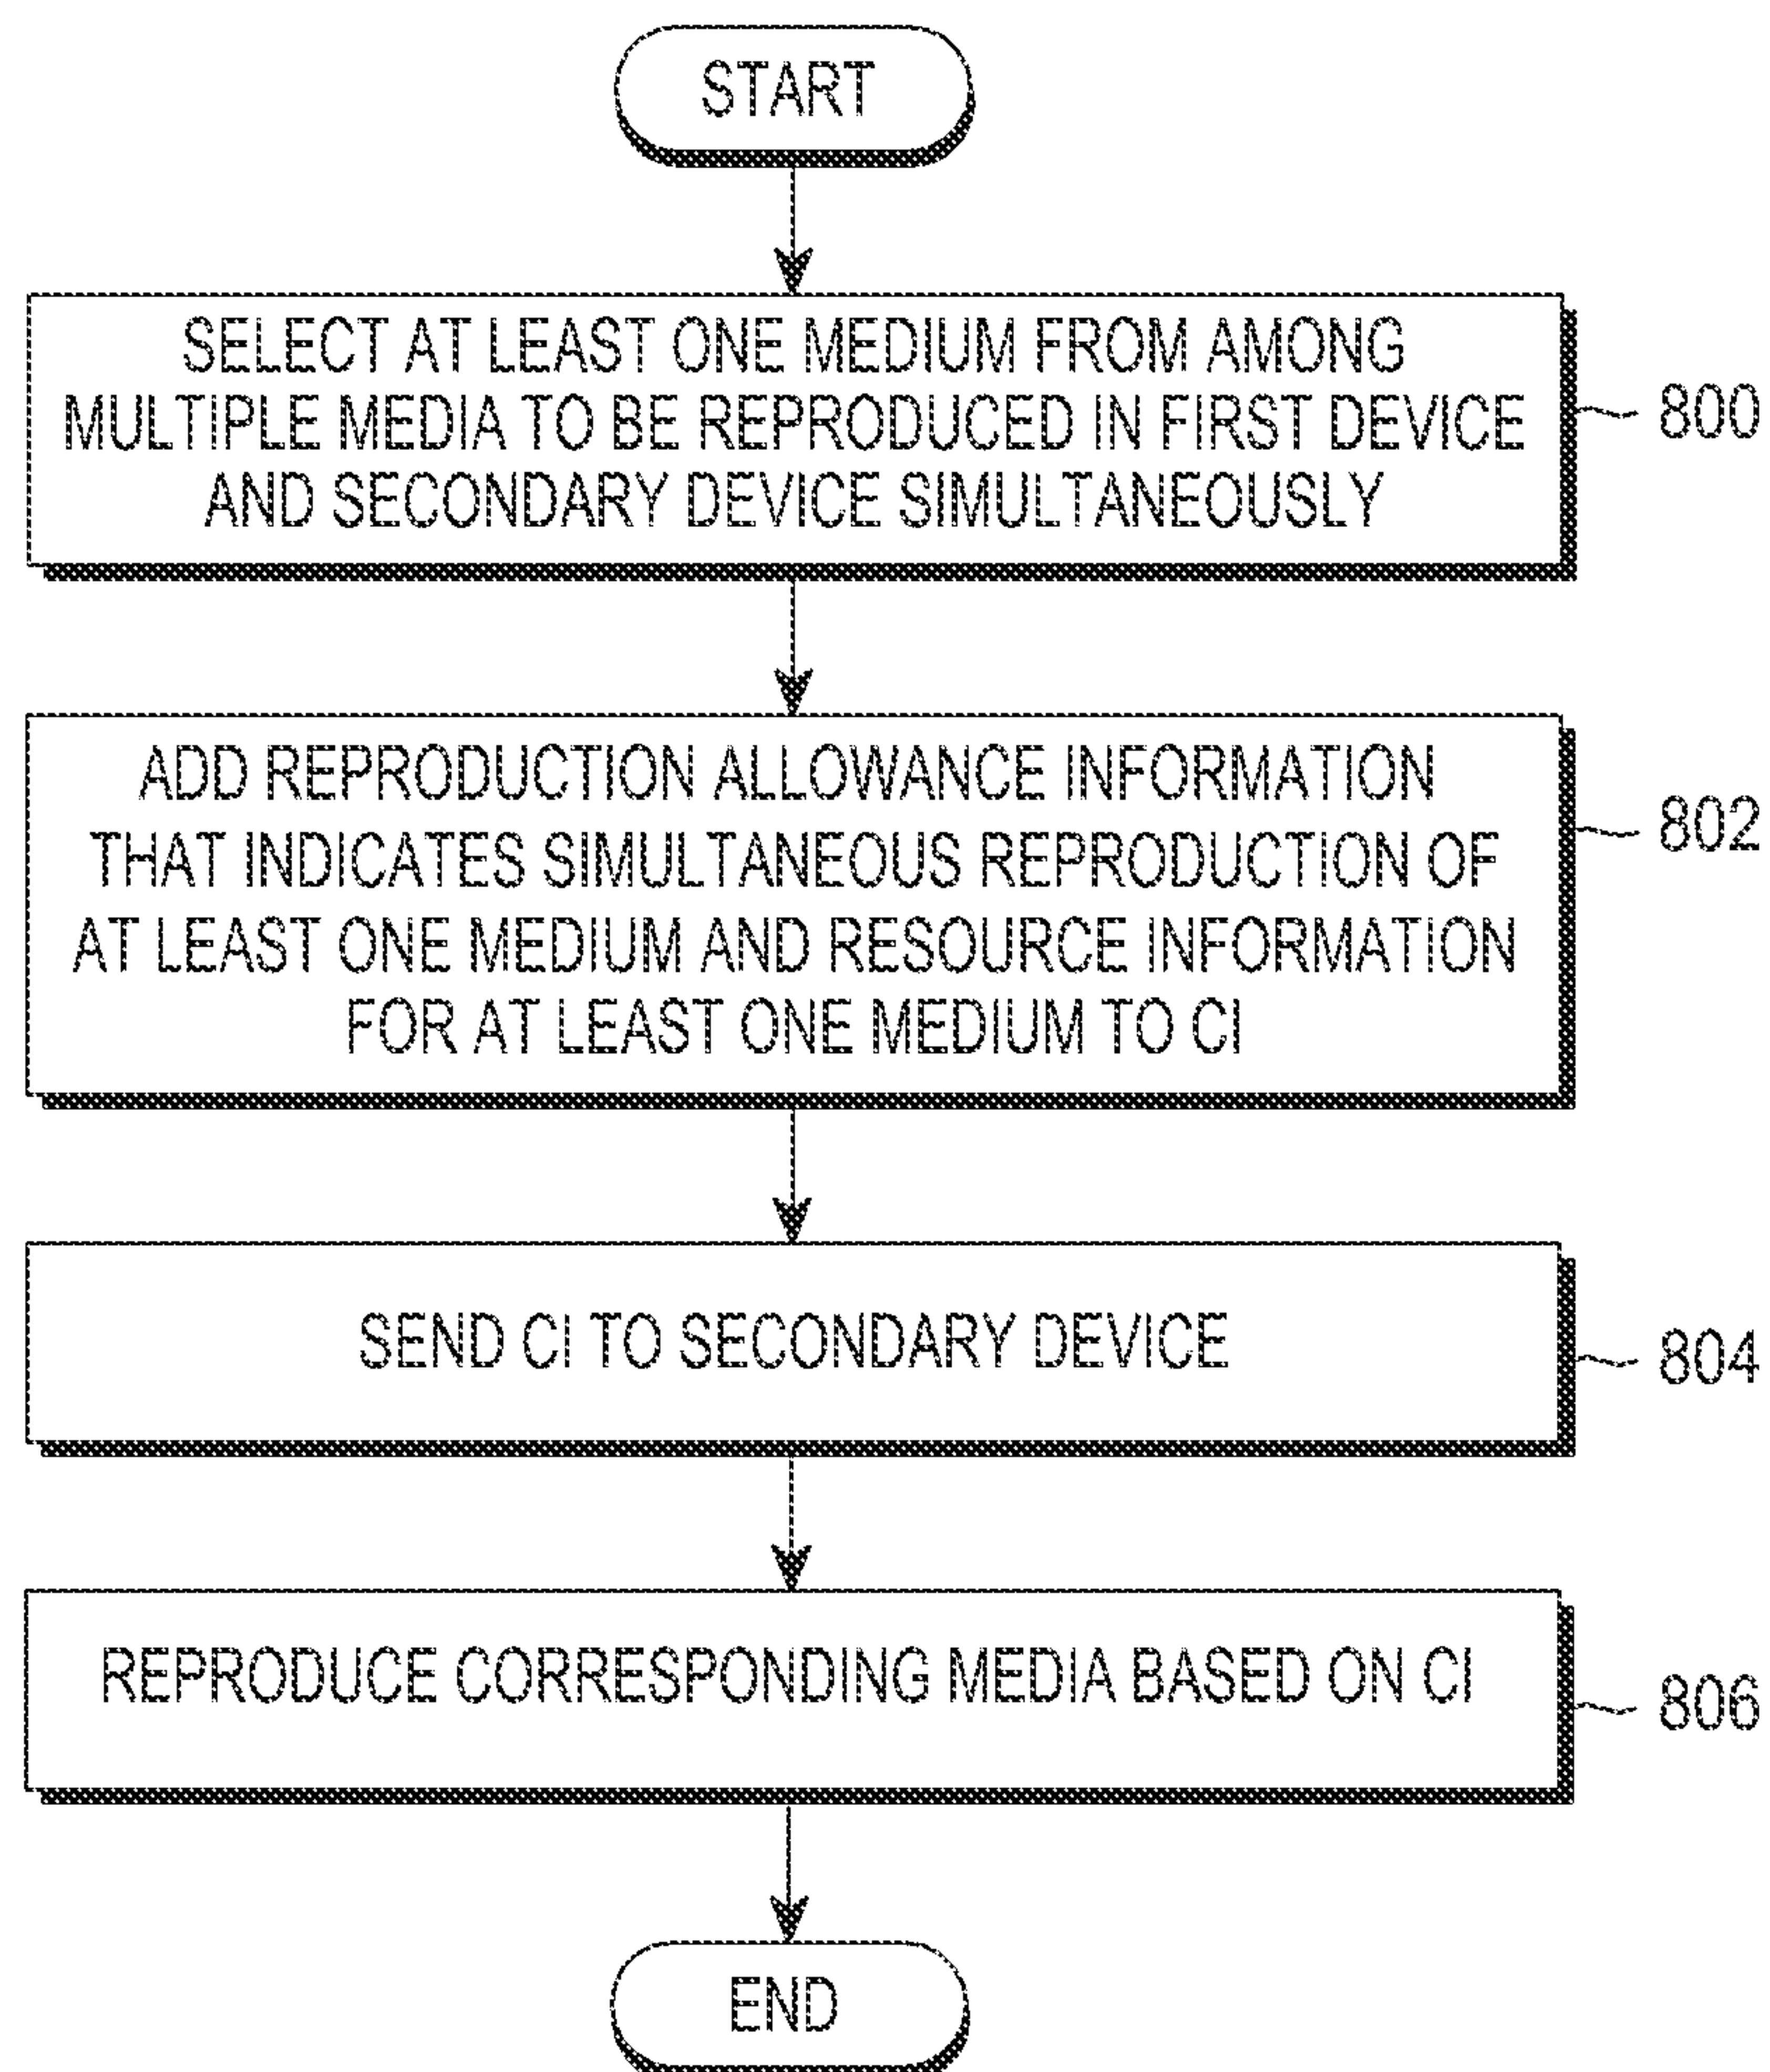 START
SELECT AT LEAST ONE MEDIUM FROM AMONG
MULTIPLE MEDIA TO BE REPRODUCED IN FIRST DEVICE
AND SECONDARY DEVICE SIMULTANEOUSLY
800
ADD REPRODUCTION ALLOWANCE INFORMATION
THAT INDICATES SIMULTANEOUS REPRODUCTION OF
AT LEAST ONE MEDIUM AND RESOURCE INFORMATION
FOR AT LEAST ONE MEDIUM TO CI
802
SEND CI TO SECONDARY DEVICE
804
REPRODUCE CORRESPONDING MEDIA BASED ON CI
806
END